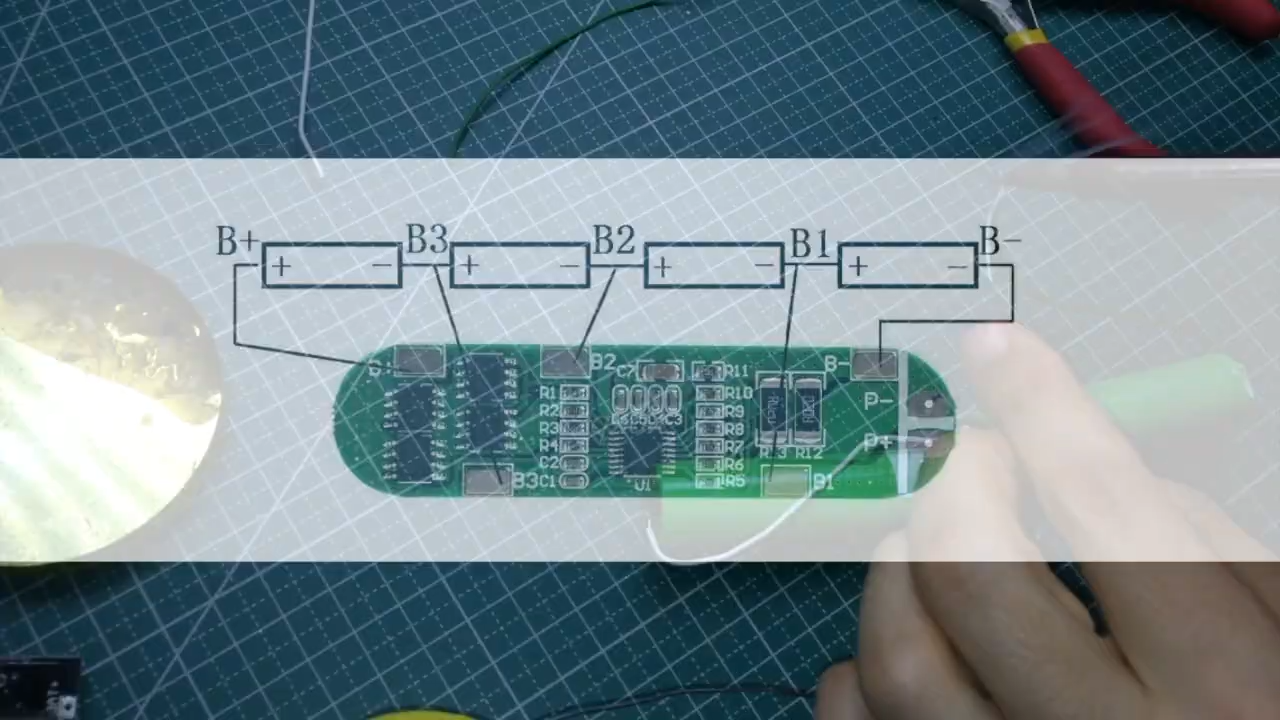 B+ B3 B2 B1 B-
+ - + - + - + -
B2 C7 R11 B-
R1 R10
R2 R9 P-
R3 R8
R4 R7 P+
C2 R6 R13 R12
B3 C1 U1 R5 B1